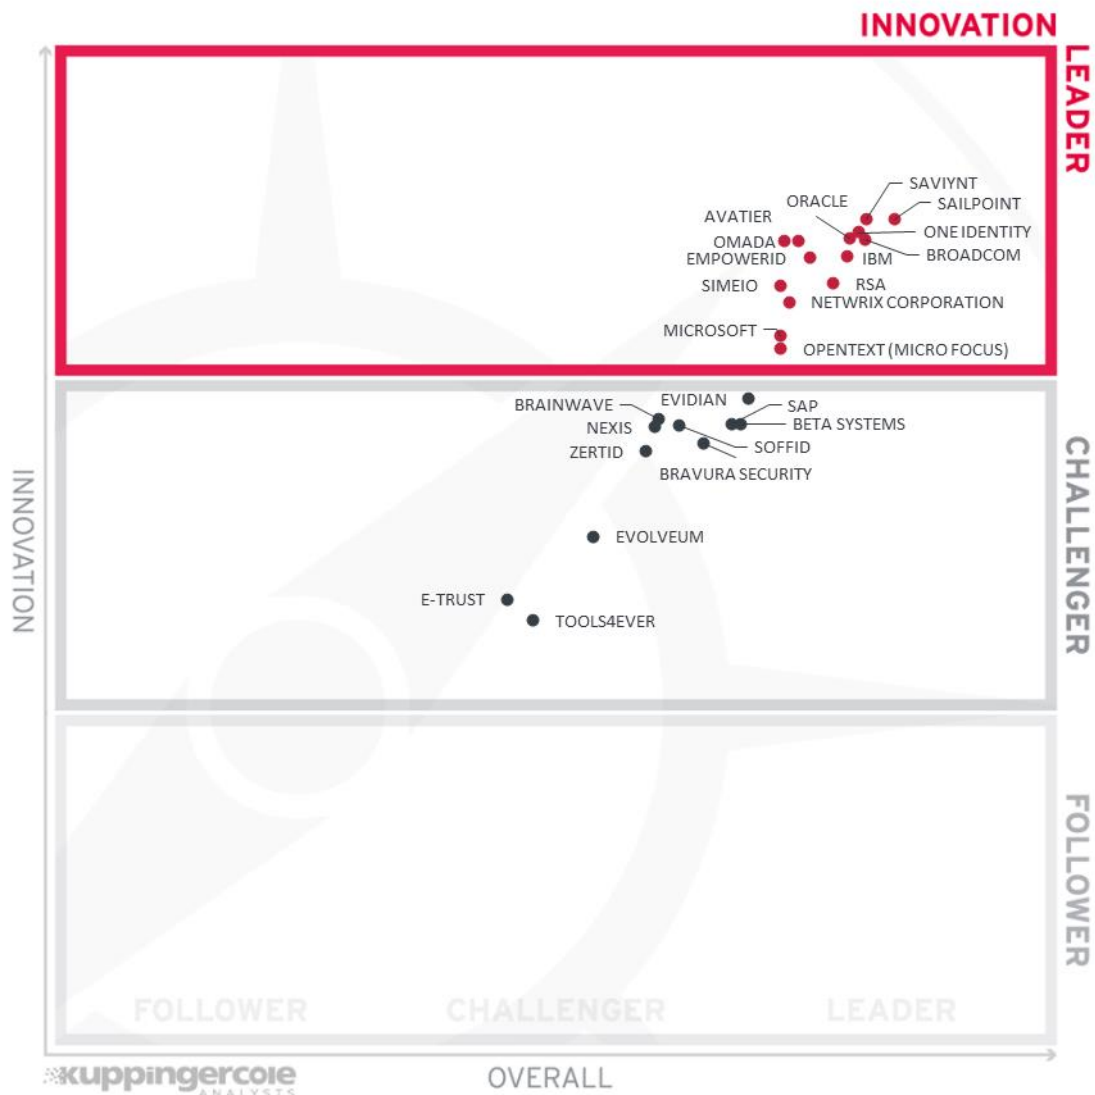 INNOVATION
LEADER
SAVIYNT
ORACLE
SAILPOINT
AVATIER
ONE IDENTITY
OMADA
BROADCOM
EMPOWERID
IBM
SIMEIO
RSA
NETWRIX CORPORATION
MICROSOFT
OPENTEXT (MICRO FOCUS)
EVIDIAN
BRAINWAVE
SAP
NEXIS
BETA SYSTEMS
SOFFID
ZERTID
BRAVURA SECURITY
CHALLENGER
INNOVATION
EVOLVEUM
E-TRUST
TOOLS4EVER
FOLLOWER
FOLLOWER CHALLENGER LEADER
kuppingercole
ANALYSTS
OVERALL